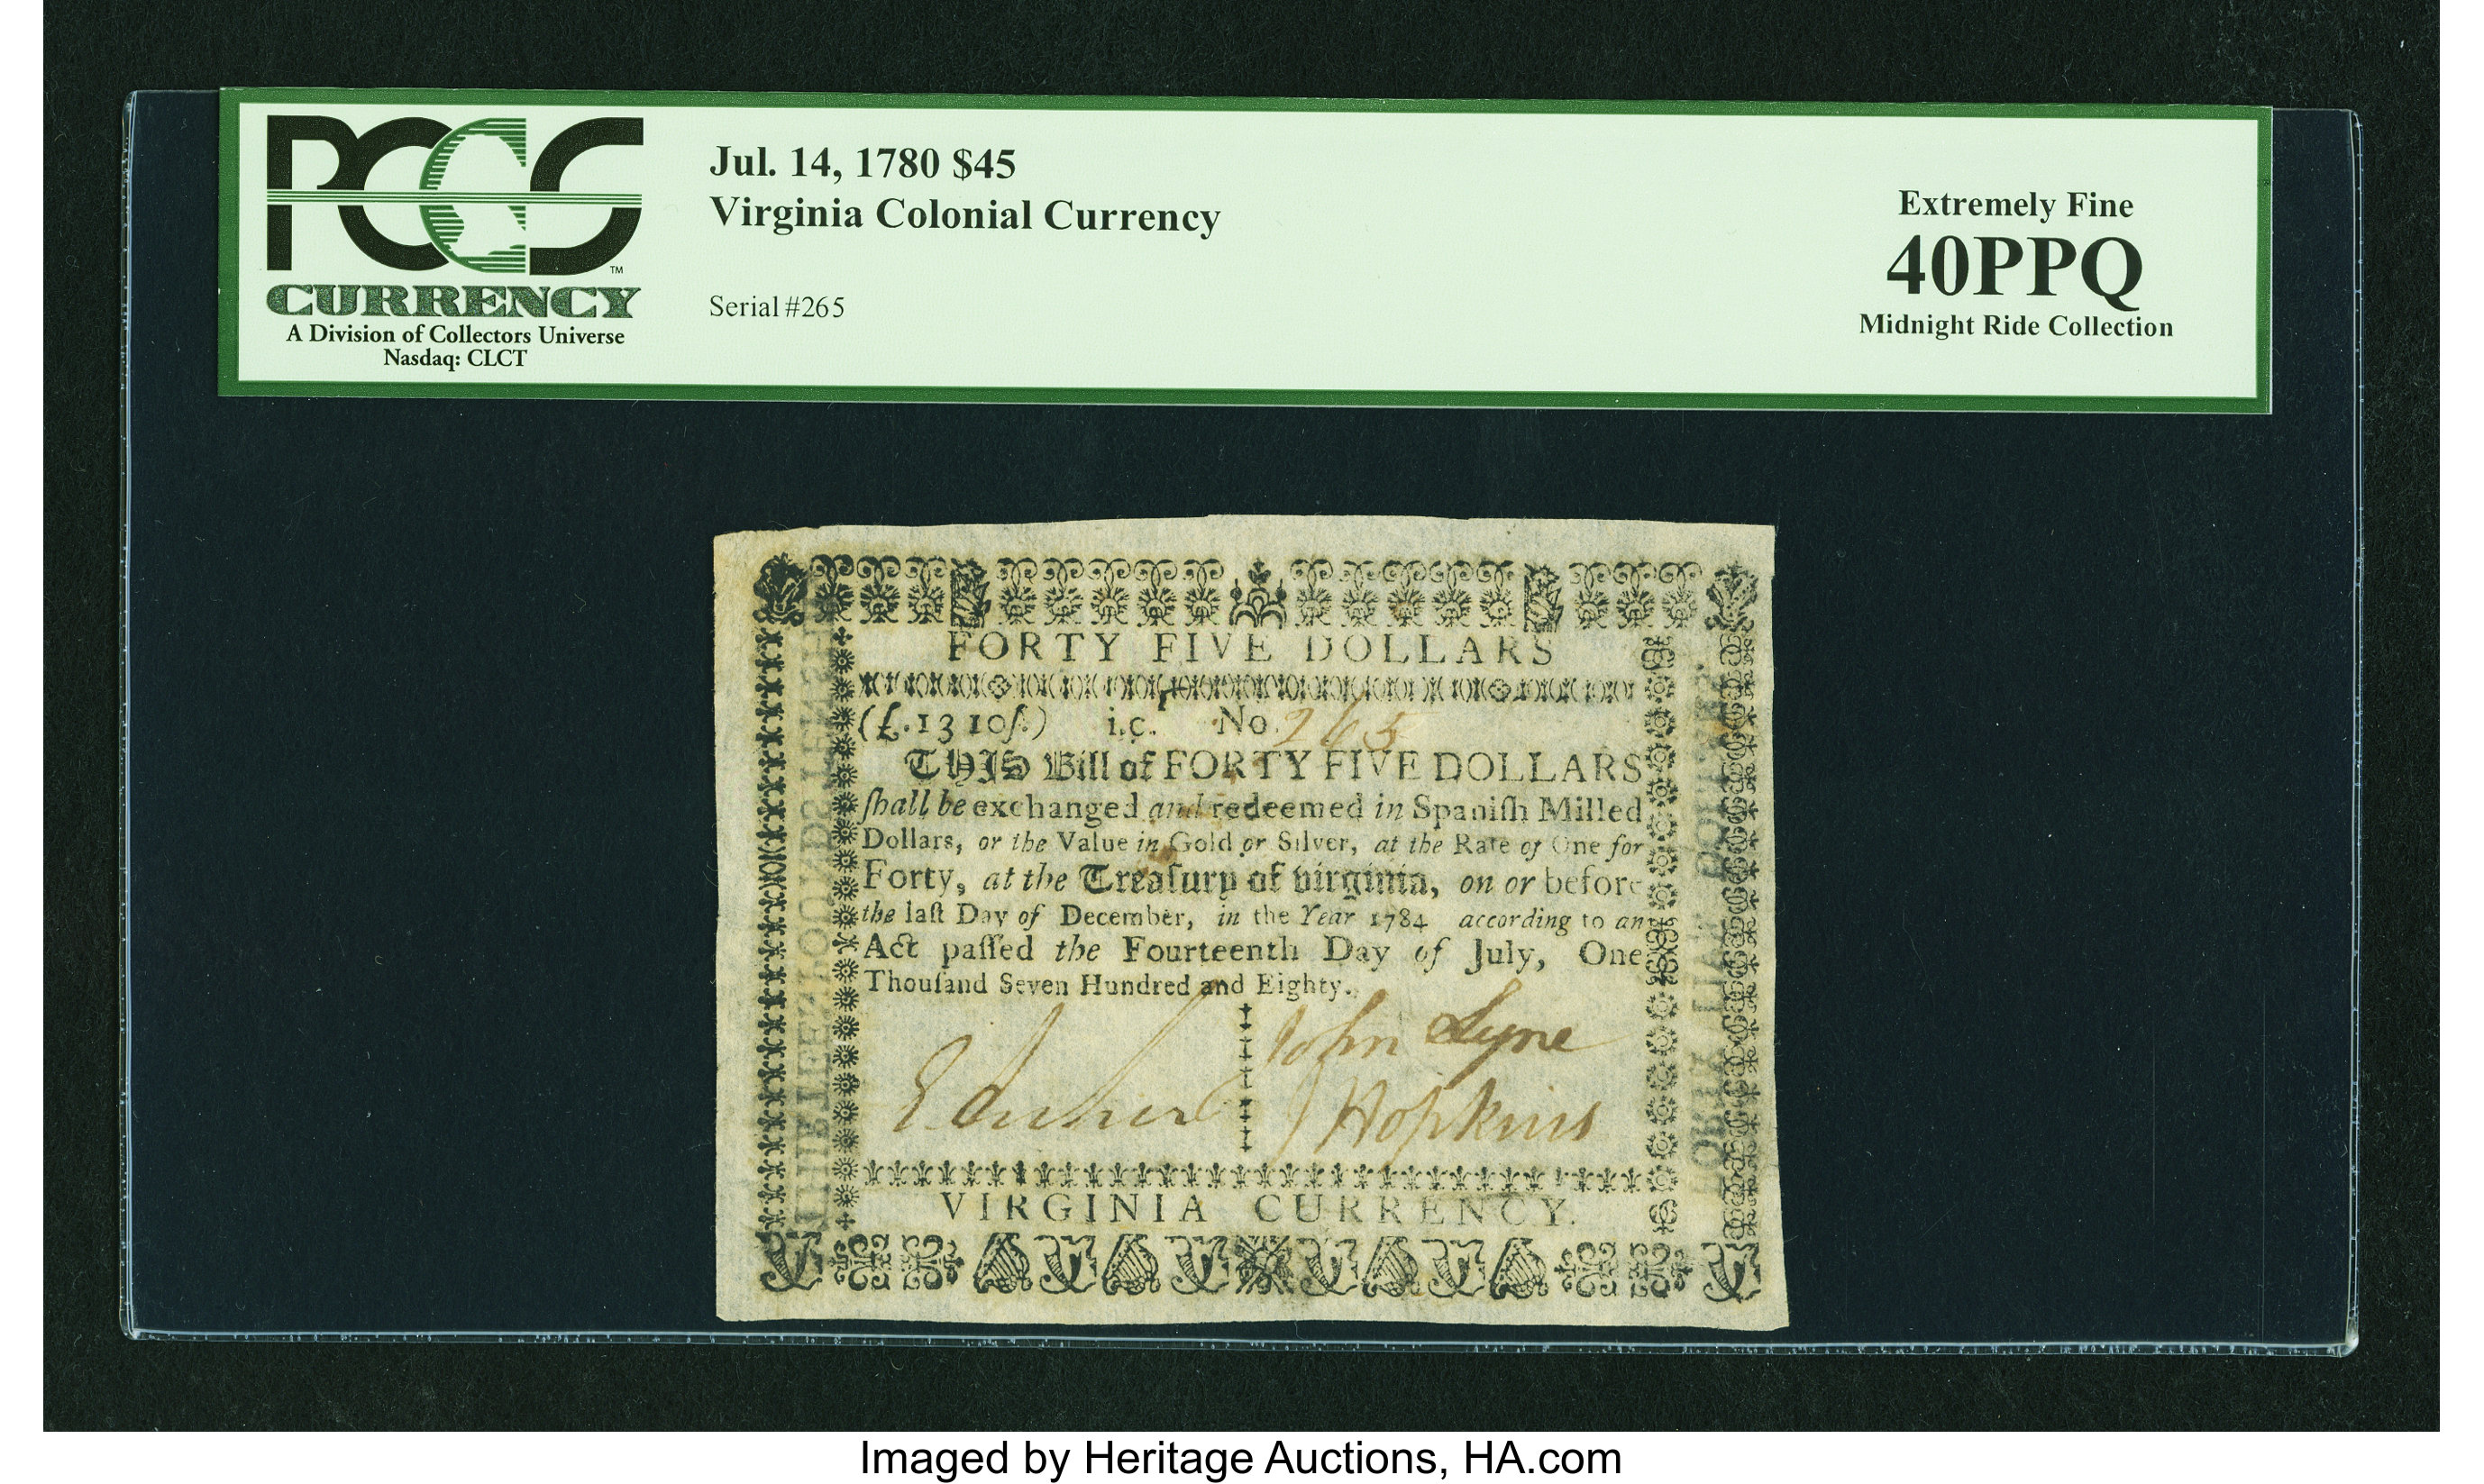 PCGS
TM
CURRENCY
A Division of Collectors Universe
Nasdaq: CLCT
Jul. 14, 1780 $45
Virginia Colonial Currency
Serial #265
Extremely Fine
40PPQ
Midnight Ride Collection
FORTY FIVE DOLLARS
(£.13 10ſ.) i.c. No. 265
THIS Bill of FORTY FIVE DOLLARS
ſhall be exchanged and redeemed in Spaniſh Milled
Dollars, or the Value in Gold or Silver, at the Rate of One for
Forty, at the Treaſury of Virginia, on or before
the laſt Day of December, in the Year 1784 according to an
Act paſſed the Fourteenth Day of July, One
Thouſand Seven Hundred and Eighty.
John Lyne
J Hopkins
VIRGINIA CURRENCY.
Imaged by Heritage Auctions, HA.com